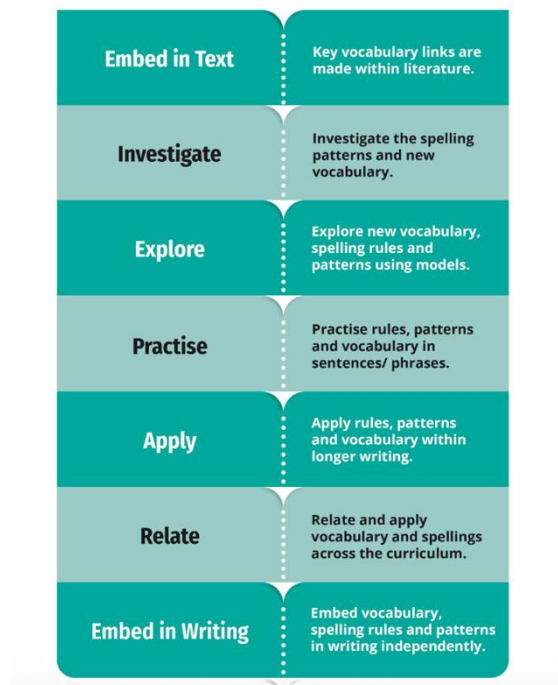 Embed in Text
Key vocabulary links are
made within literature.
Investigate
Investigate the spelling
patterns and new
vocabulary.
Explore
Explore new vocabulary,
spelling rules and
patterns using models.
Practise
Practise rules, patterns
and vocabulary in
sentences/ phrases.
Apply
Apply rules, patterns
and vocabulary within
longer writing.
Relate
Relate and apply
vocabulary and spellings
across the curriculum.
Embed in Writing
Embed vocabulary,
spelling rules and patterns
in writing independently.